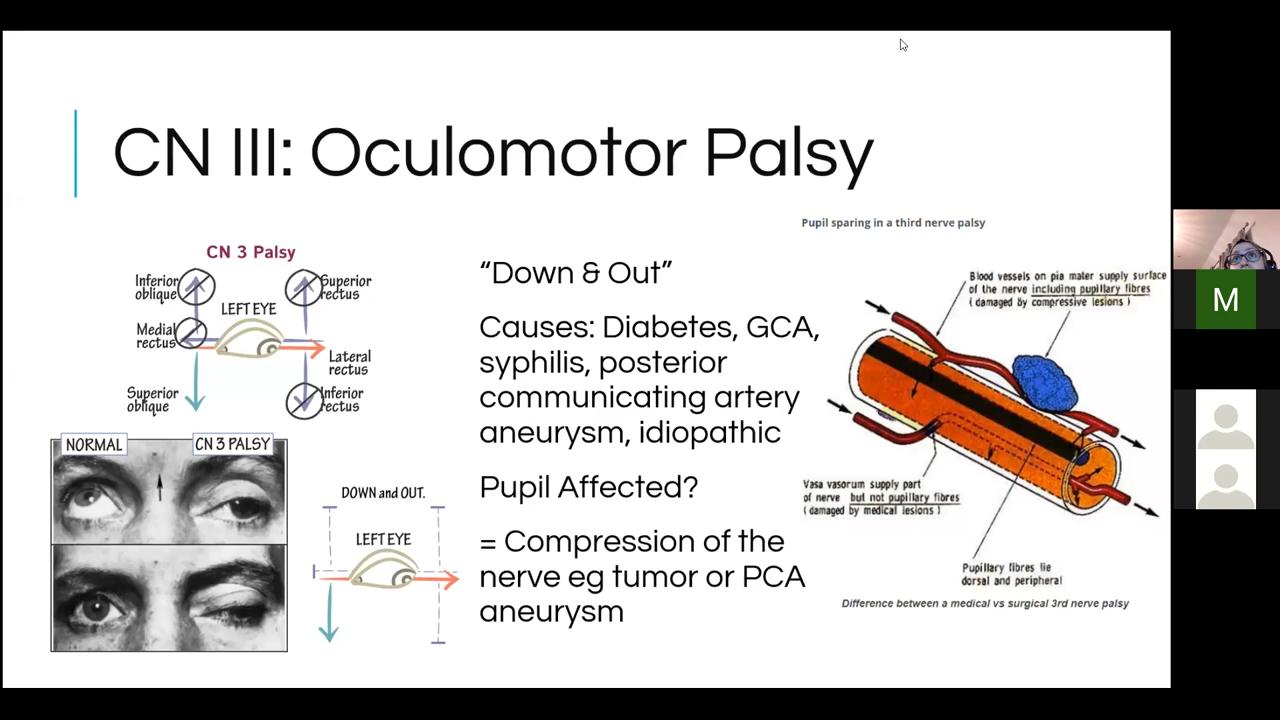 CN III: Oculomotor Palsy
CN 3 Palsy
Inferior
oblique
Superior
rectus
LEFT EYE
Medial
rectus
Lateral
rectus
Superior
oblique
Inferior
rectus
NORMAL
CN 3 PALSY
DOWN and OUT.
LEFT EYE
“Down & Out”
Causes: Diabetes, GCA,
syphilis, posterior
communicating artery
aneurysm, idiopathic
Pupil Affected?
= Compression of the
nerve eg tumor or PCA
aneurysm
Pupil sparing in a third nerve palsy
Blood vessels on pia mater supply surface
of the nerve including pupillary fibres
( damaged by compressive lesions )
Vasa vasorum supply part
of nerve but not pupillary fibres
( damaged by medical lesions )
Pupillary fibres lie
dorsal and peripheral
Difference between a medical vs surgical 3rd nerve palsy
M